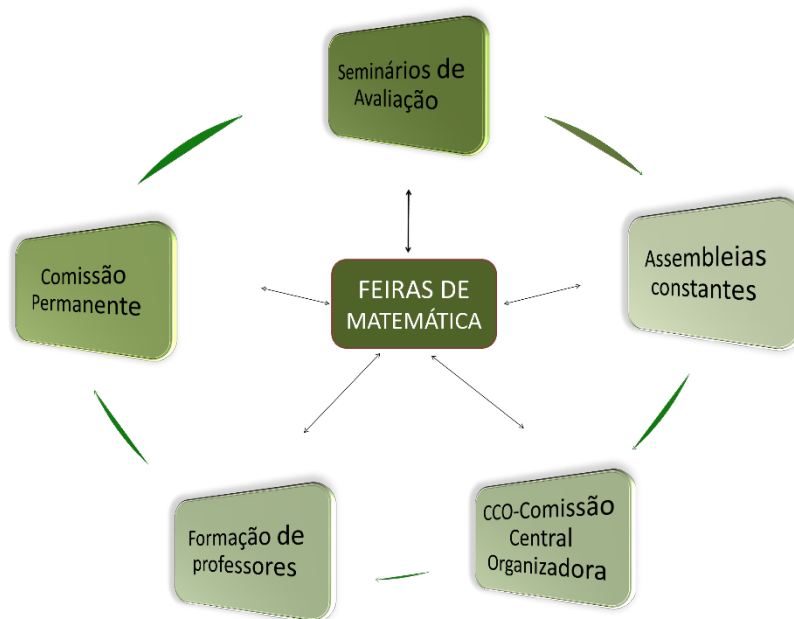 Seminários de
Avaliação
Assembleias
constantes
CCO-Comissão
Central
Organizadora
Formação de
professores
Comissão
Permanente
FEIRAS DE
MATEMÁTICA